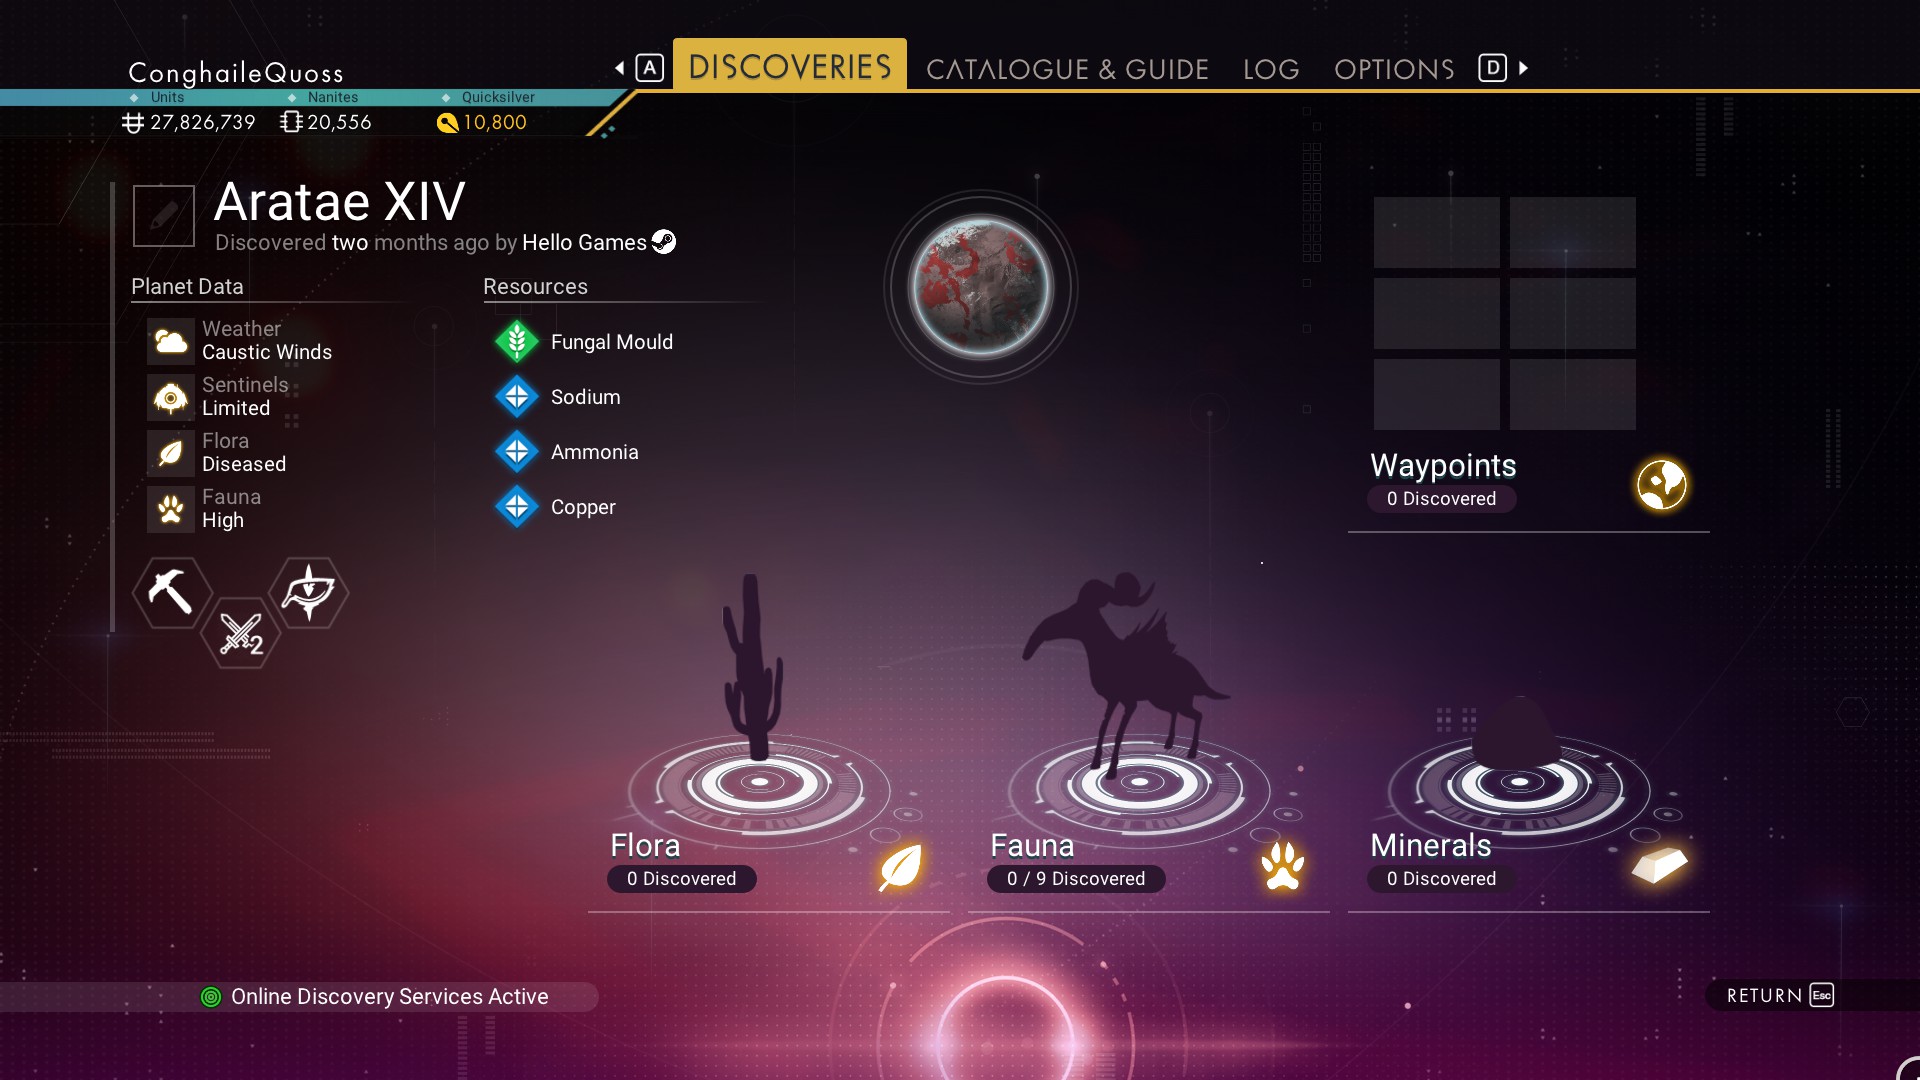 ConghaileQuoss
A DISCOVERIES CATALOGUE & GUIDE LOG OPTIONS D
Units Nanites Quicksilver
27,826,739 20,556 10,800
Aratae XIV
Discovered two months ago by Hello Games
Planet Data
Weather
Caustic Winds
Sentinels
Limited
Flora
Diseased
Fauna
High
2
Resources
Fungal Mould
Sodium
Ammonia
Copper
Waypoints
0 Discovered
Flora
0 Discovered
Fauna
0 / 9 Discovered
Minerals
0 Discovered
Online Discovery Services Active
RETURN Esc